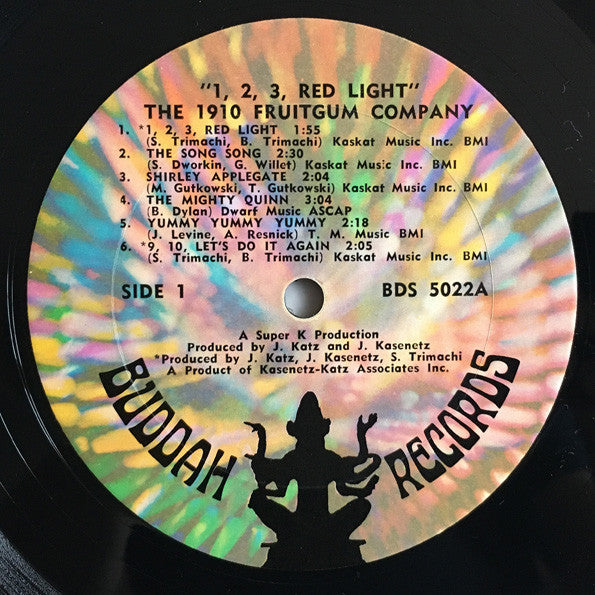 "1, 2, 3, RED LIGHT"
THE 1910 FRUITGUM COMPANY
1. *1, 2, 3, RED LIGHT 1:55
(S. Trimachi, B. Trimachi) Kaskat Music Inc. BMI
2. THE SONG SONG 2:30
(S. Dworkin, G. Willet) Kaskat Music Inc. BMI
3. SHIRLEY APPLEGATE 2:04
(M. Gutkowski, T. Gutkowski) Kaskat Music Inc. BMI
4. THE MIGHTY QUINN 3:04
(B. Dylan) Dwarf Music ASCAP
5. YUMMY YUMMY YUMMY 2:18
(J. Levine, A. Resnick) T. M. Music BMI
6. *9, 10, LET'S DO IT AGAIN 2:05
(S. Trimachi, B. Trimachi) Kaskat Music Inc. BMI
SIDE 1
BDS 5022A
A Super K Production
Produced by J. Katz and J. Kasenetz
*Produced by J. Katz, J. Kasenetz, S. Trimachi
A Product of Kasenetz-Katz Associates Inc.
BUDDAH RECORDS